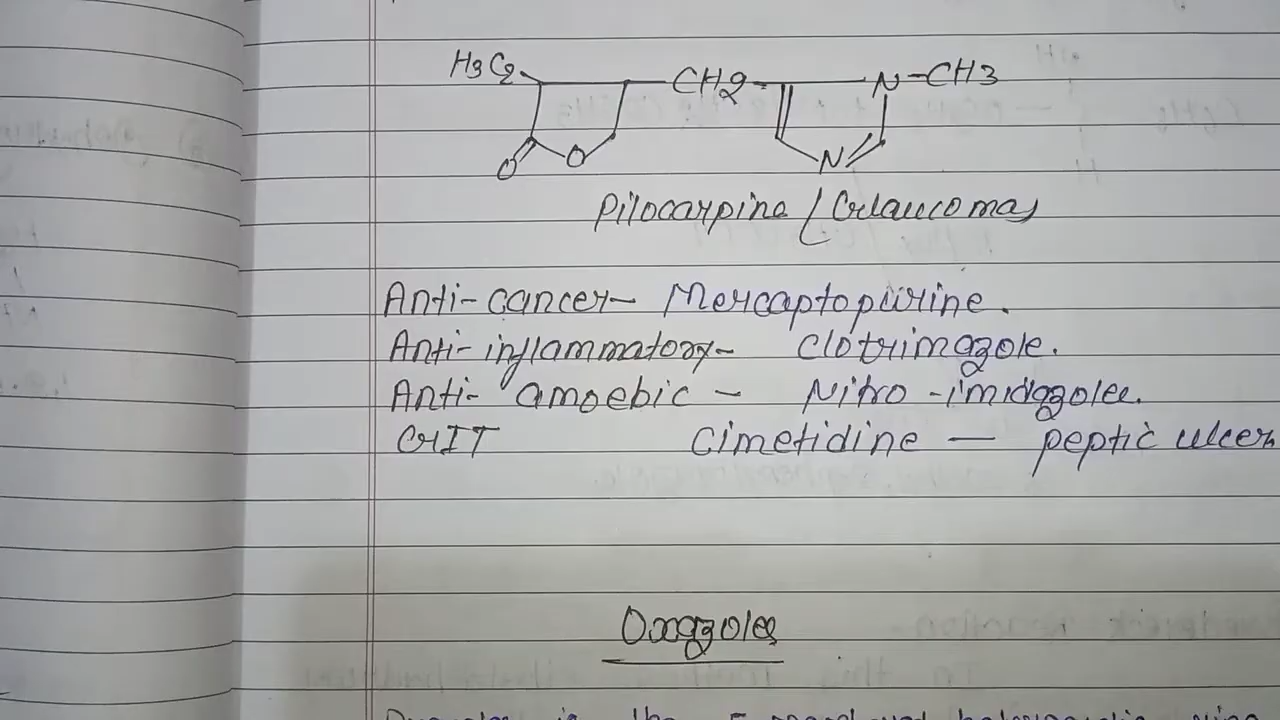 H3C2 CH2 N-CH3
O O N
Pilocarpine (Glaucoma)
Anti-cancer- Mercaptopurine.
Anti-inflammatory- Clotrimazole.
Anti-amoebic - Nitro-imidazole.
GIT Cimetidine — peptic ulcer
Oxazoles